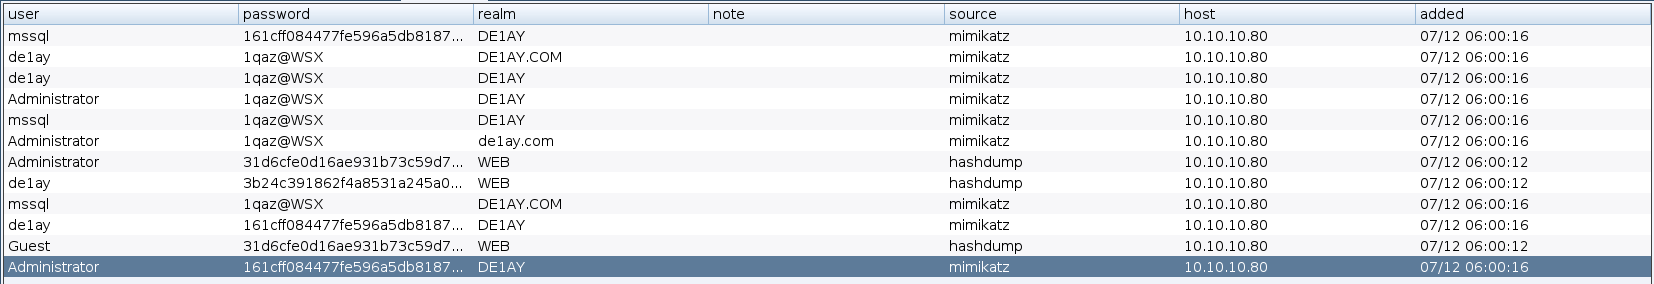 user password realm note source host added
mssql 161cff084477fe596a5db8187... DE1AY mimikatz 10.10.10.80 07/12 06:00:16
de1ay 1qaz@WSX DE1AY.COM mimikatz 10.10.10.80 07/12 06:00:16
de1ay 1qaz@WSX DE1AY mimikatz 10.10.10.80 07/12 06:00:16
Administrator 1qaz@WSX DE1AY mimikatz 10.10.10.80 07/12 06:00:16
mssql 1qaz@WSX DE1AY mimikatz 10.10.10.80 07/12 06:00:16
Administrator 1qaz@WSX de1ay.com mimikatz 10.10.10.80 07/12 06:00:16
Administrator 31d6cfe0d16ae931b73c59d7... WEB hashdump 10.10.10.80 07/12 06:00:12
de1ay 3b24c391862f4a8531a245a0... WEB hashdump 10.10.10.80 07/12 06:00:12
mssql 1qaz@WSX DE1AY.COM mimikatz 10.10.10.80 07/12 06:00:16
de1ay 161cff084477fe596a5db8187... DE1AY mimikatz 10.10.10.80 07/12 06:00:16
Guest 31d6cfe0d16ae931b73c59d7... WEB hashdump 10.10.10.80 07/12 06:00:12
Administrator 161cff084477fe596a5db8187... DE1AY mimikatz 10.10.10.80 07/12 06:00:16